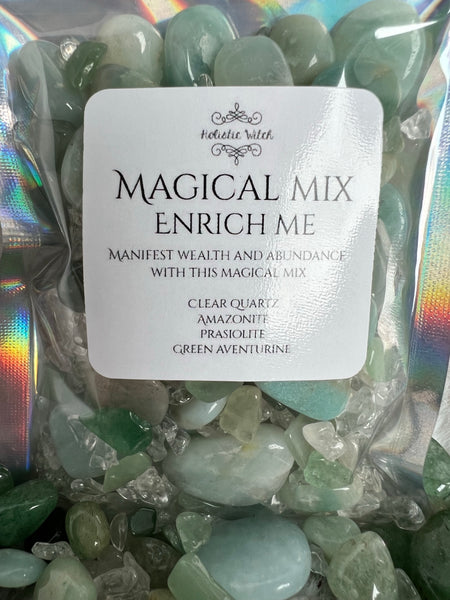 Holistic Witch
Magical mix
Enrich me
Manifest wealth and abundance
with this magical mix
Clear Quartz
Amazonite
Prasiolite
Green aventurine